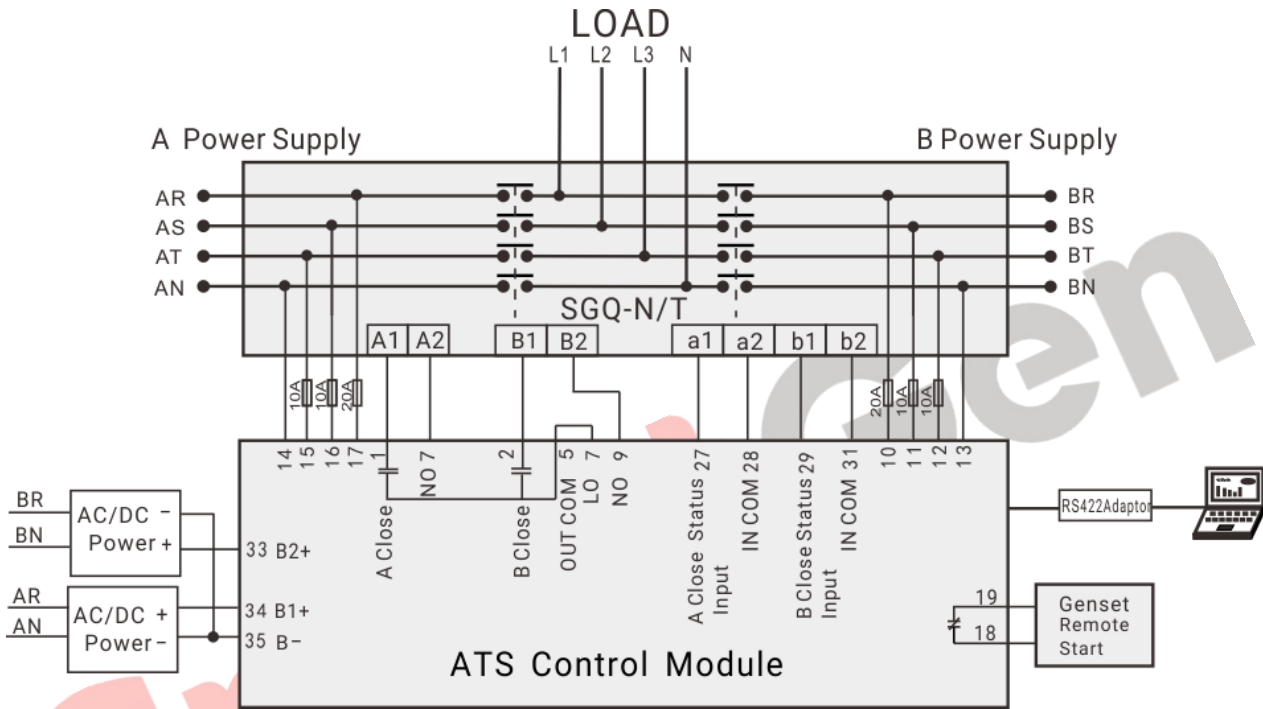 LOAD
L1 L2 L3 N
A Power Supply
B Power Supply
AR
BR
AS
BS
AT
BT
AN
BN
SGQ-N/T
A1 A2 B1 B2 a1 a2 b1 b2
10A 10A 20A
20A 10A 10A
14 15 16 17
1
A Close
NO 7
2
B Close
OUT COM 5
LO 7
NO 9
A Close Status 27
Input
IN COM 28
B Close Status 29
Input
IN COM 31
10 11 12 13
BR
BN
AC/DC −
Power +
33 B2+
AR
AN
AC/DC +
Power −
34 B1+
35 B−
RS422Adaptor
19
18
Genset
Remote
Start
ATS Control Module